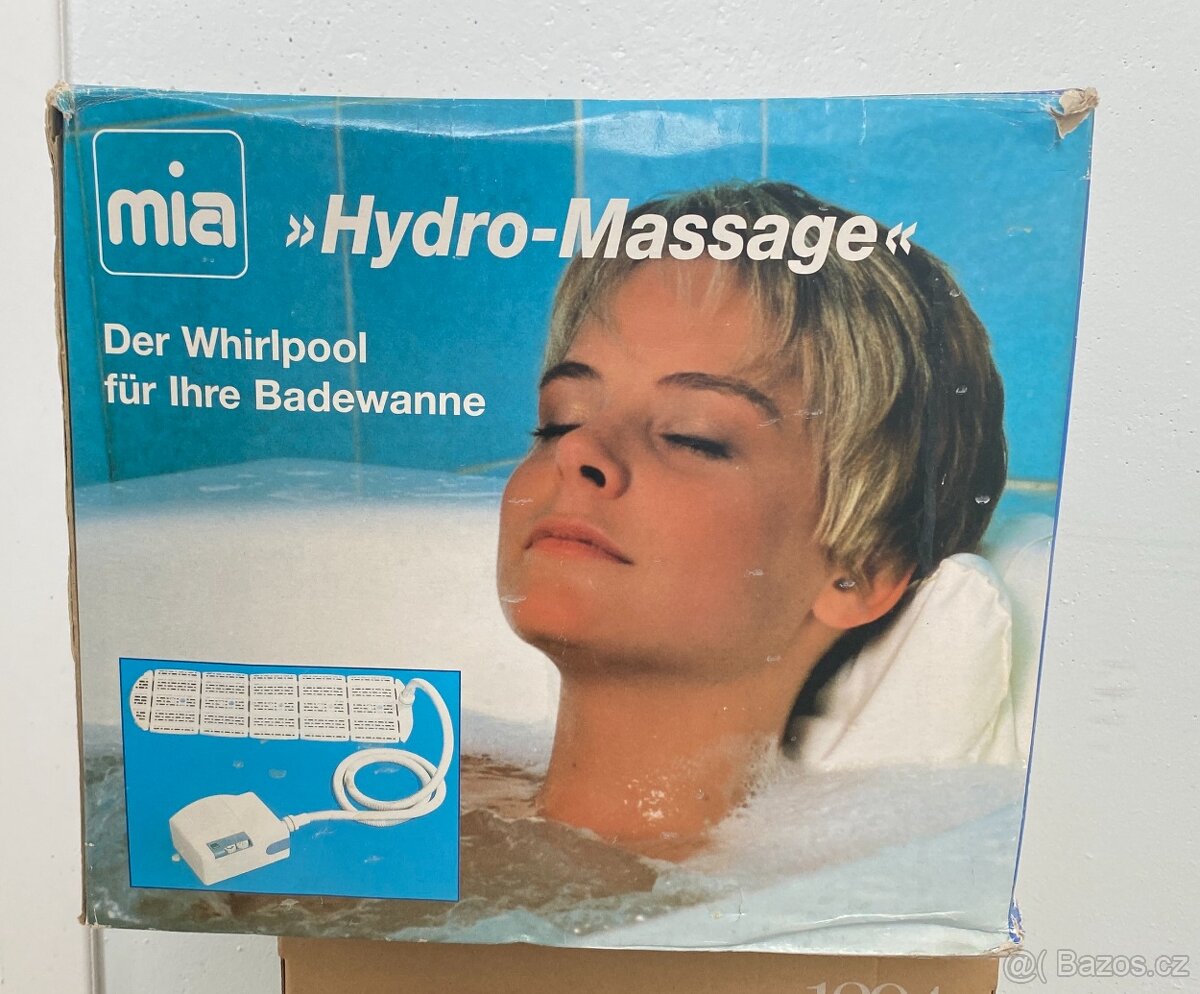 mia
»Hydro-Massage«
Der Whirlpool
für Ihre Badewanne
@( Bazos.cz